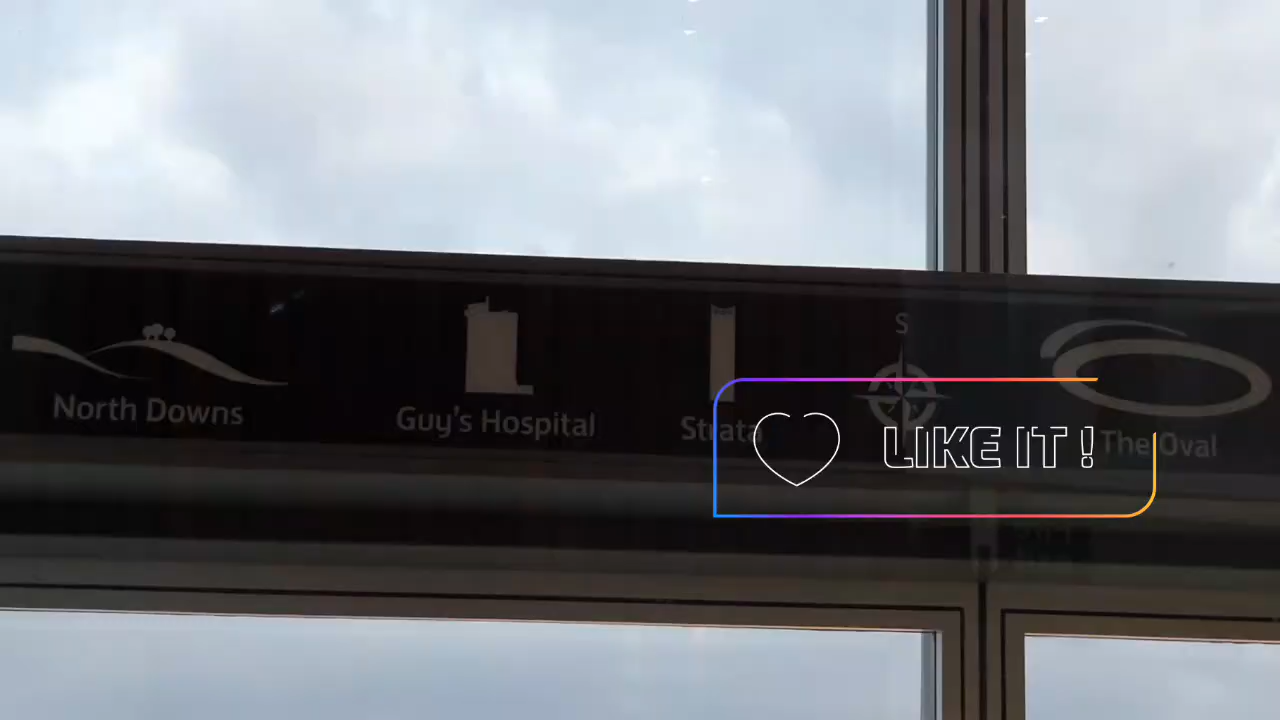 North Downs
Guy's Hospital
Strata
S
The Oval
LIKE IT !